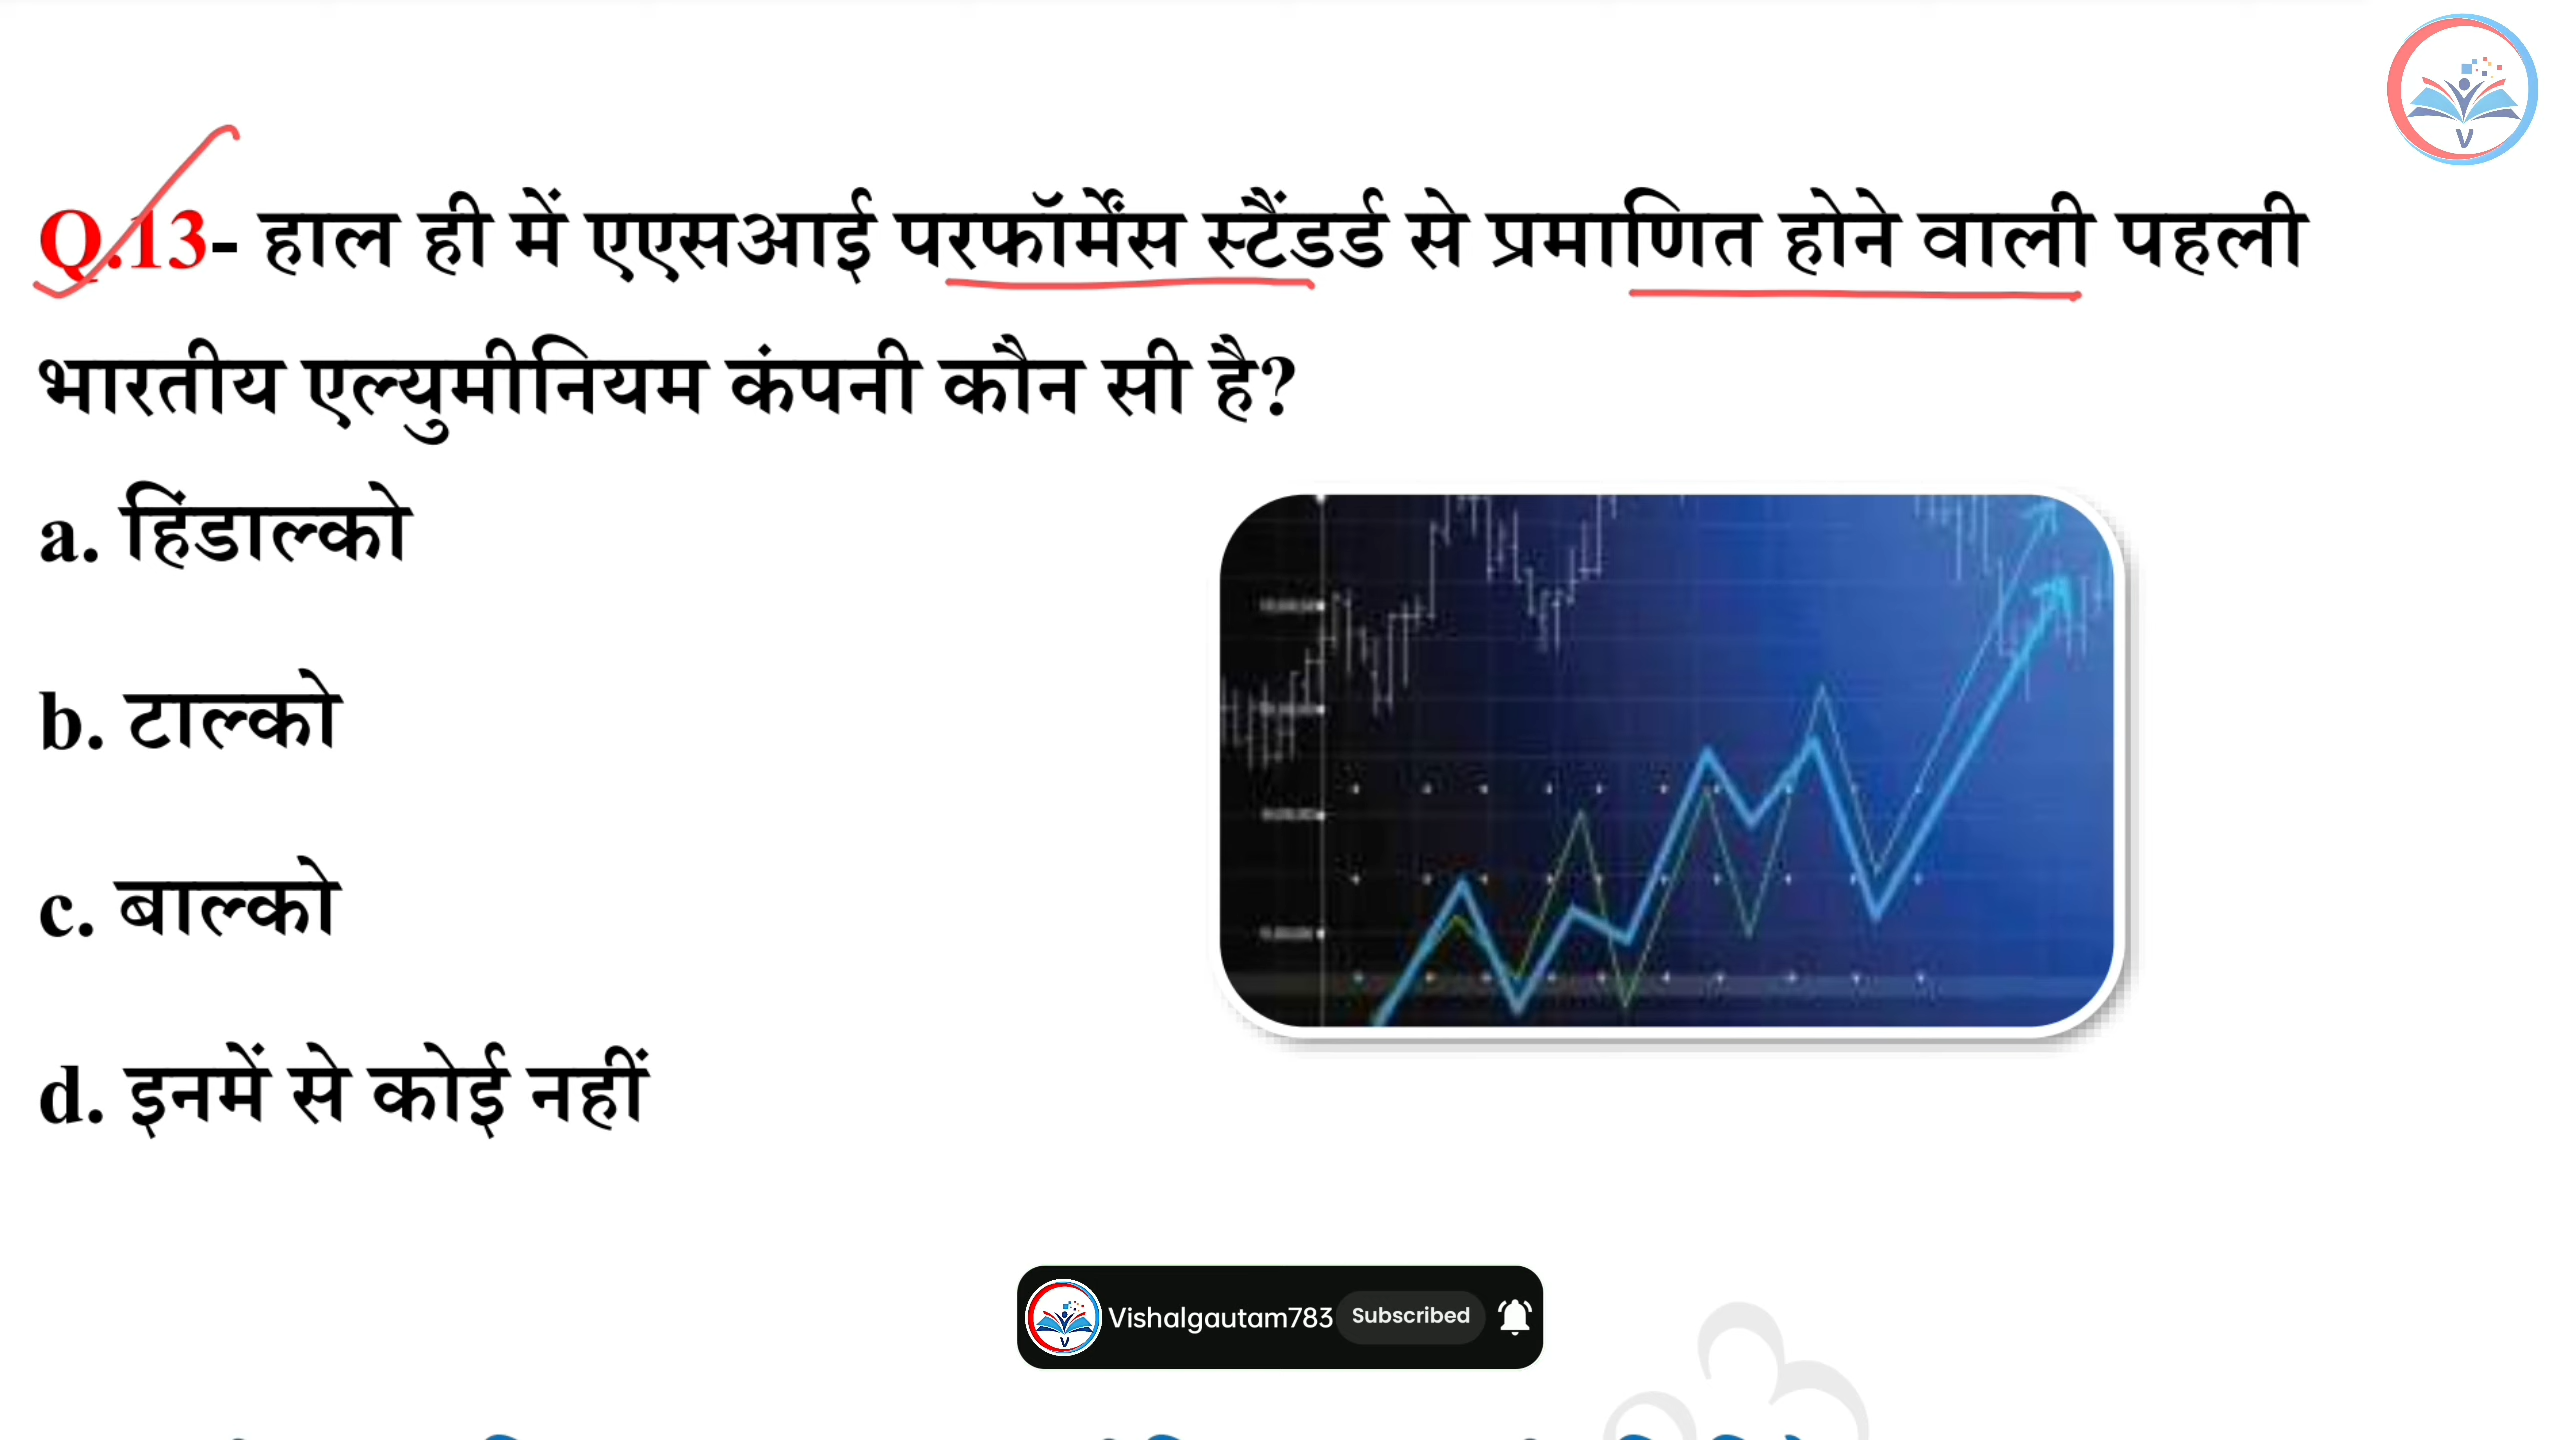 Q.13- हाल ही में एएसआई परफॉर्मेंस स्टैंडर्ड से प्रमाणित होने वाली पहली
भारतीय एल्युमीनियम कंपनी कौन सी है?
a. हिंडाल्को
b. टाल्को
c. बाल्को
d. इनमें से कोई नहीं
Vishalgautam783 Subscribed